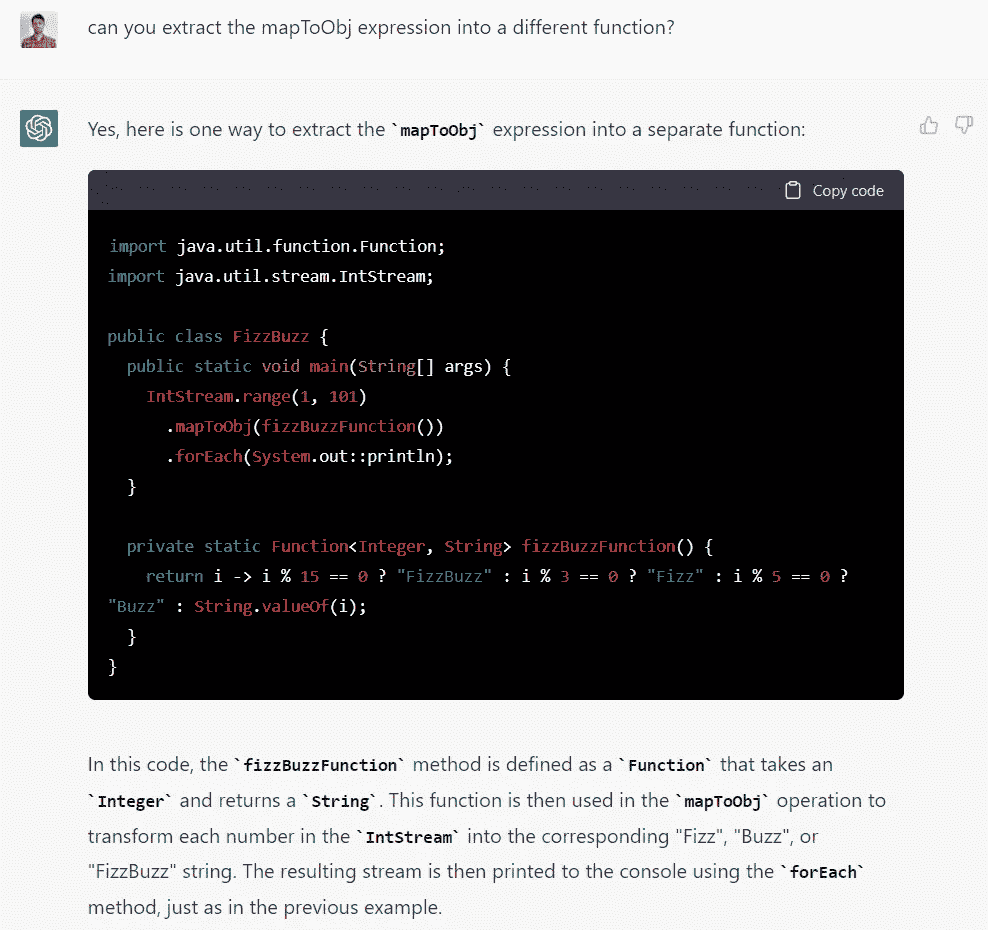 can you extract the mapToObj expression into a different function?
Yes, here is one way to extract the `mapToObj` expression into a separate function:
Copy code
import java.util.function.Function;
import java.util.stream.IntStream;
public class FizzBuzz {
public static void main(String[] args) {
IntStream.range(1, 101)
.mapToObj(fizzBuzzFunction())
.forEach(System.out::println);
}
private static Function<Integer, String> fizzBuzzFunction() {
return i -> i % 15 == 0 ? "FizzBuzz" : i % 3 == 0 ? "Fizz" : i % 5 == 0 ?
"Buzz" : String.valueOf(i);
}
}
In this code, the `fizzBuzzFunction` method is defined as a `Function` that takes an
`Integer` and returns a `String`. This function is then used in the `mapToObj` operation to
transform each number in the `IntStream` into the corresponding "Fizz", "Buzz", or
"FizzBuzz" string. The resulting stream is then printed to the console using the `forEach`
method, just as in the previous example.